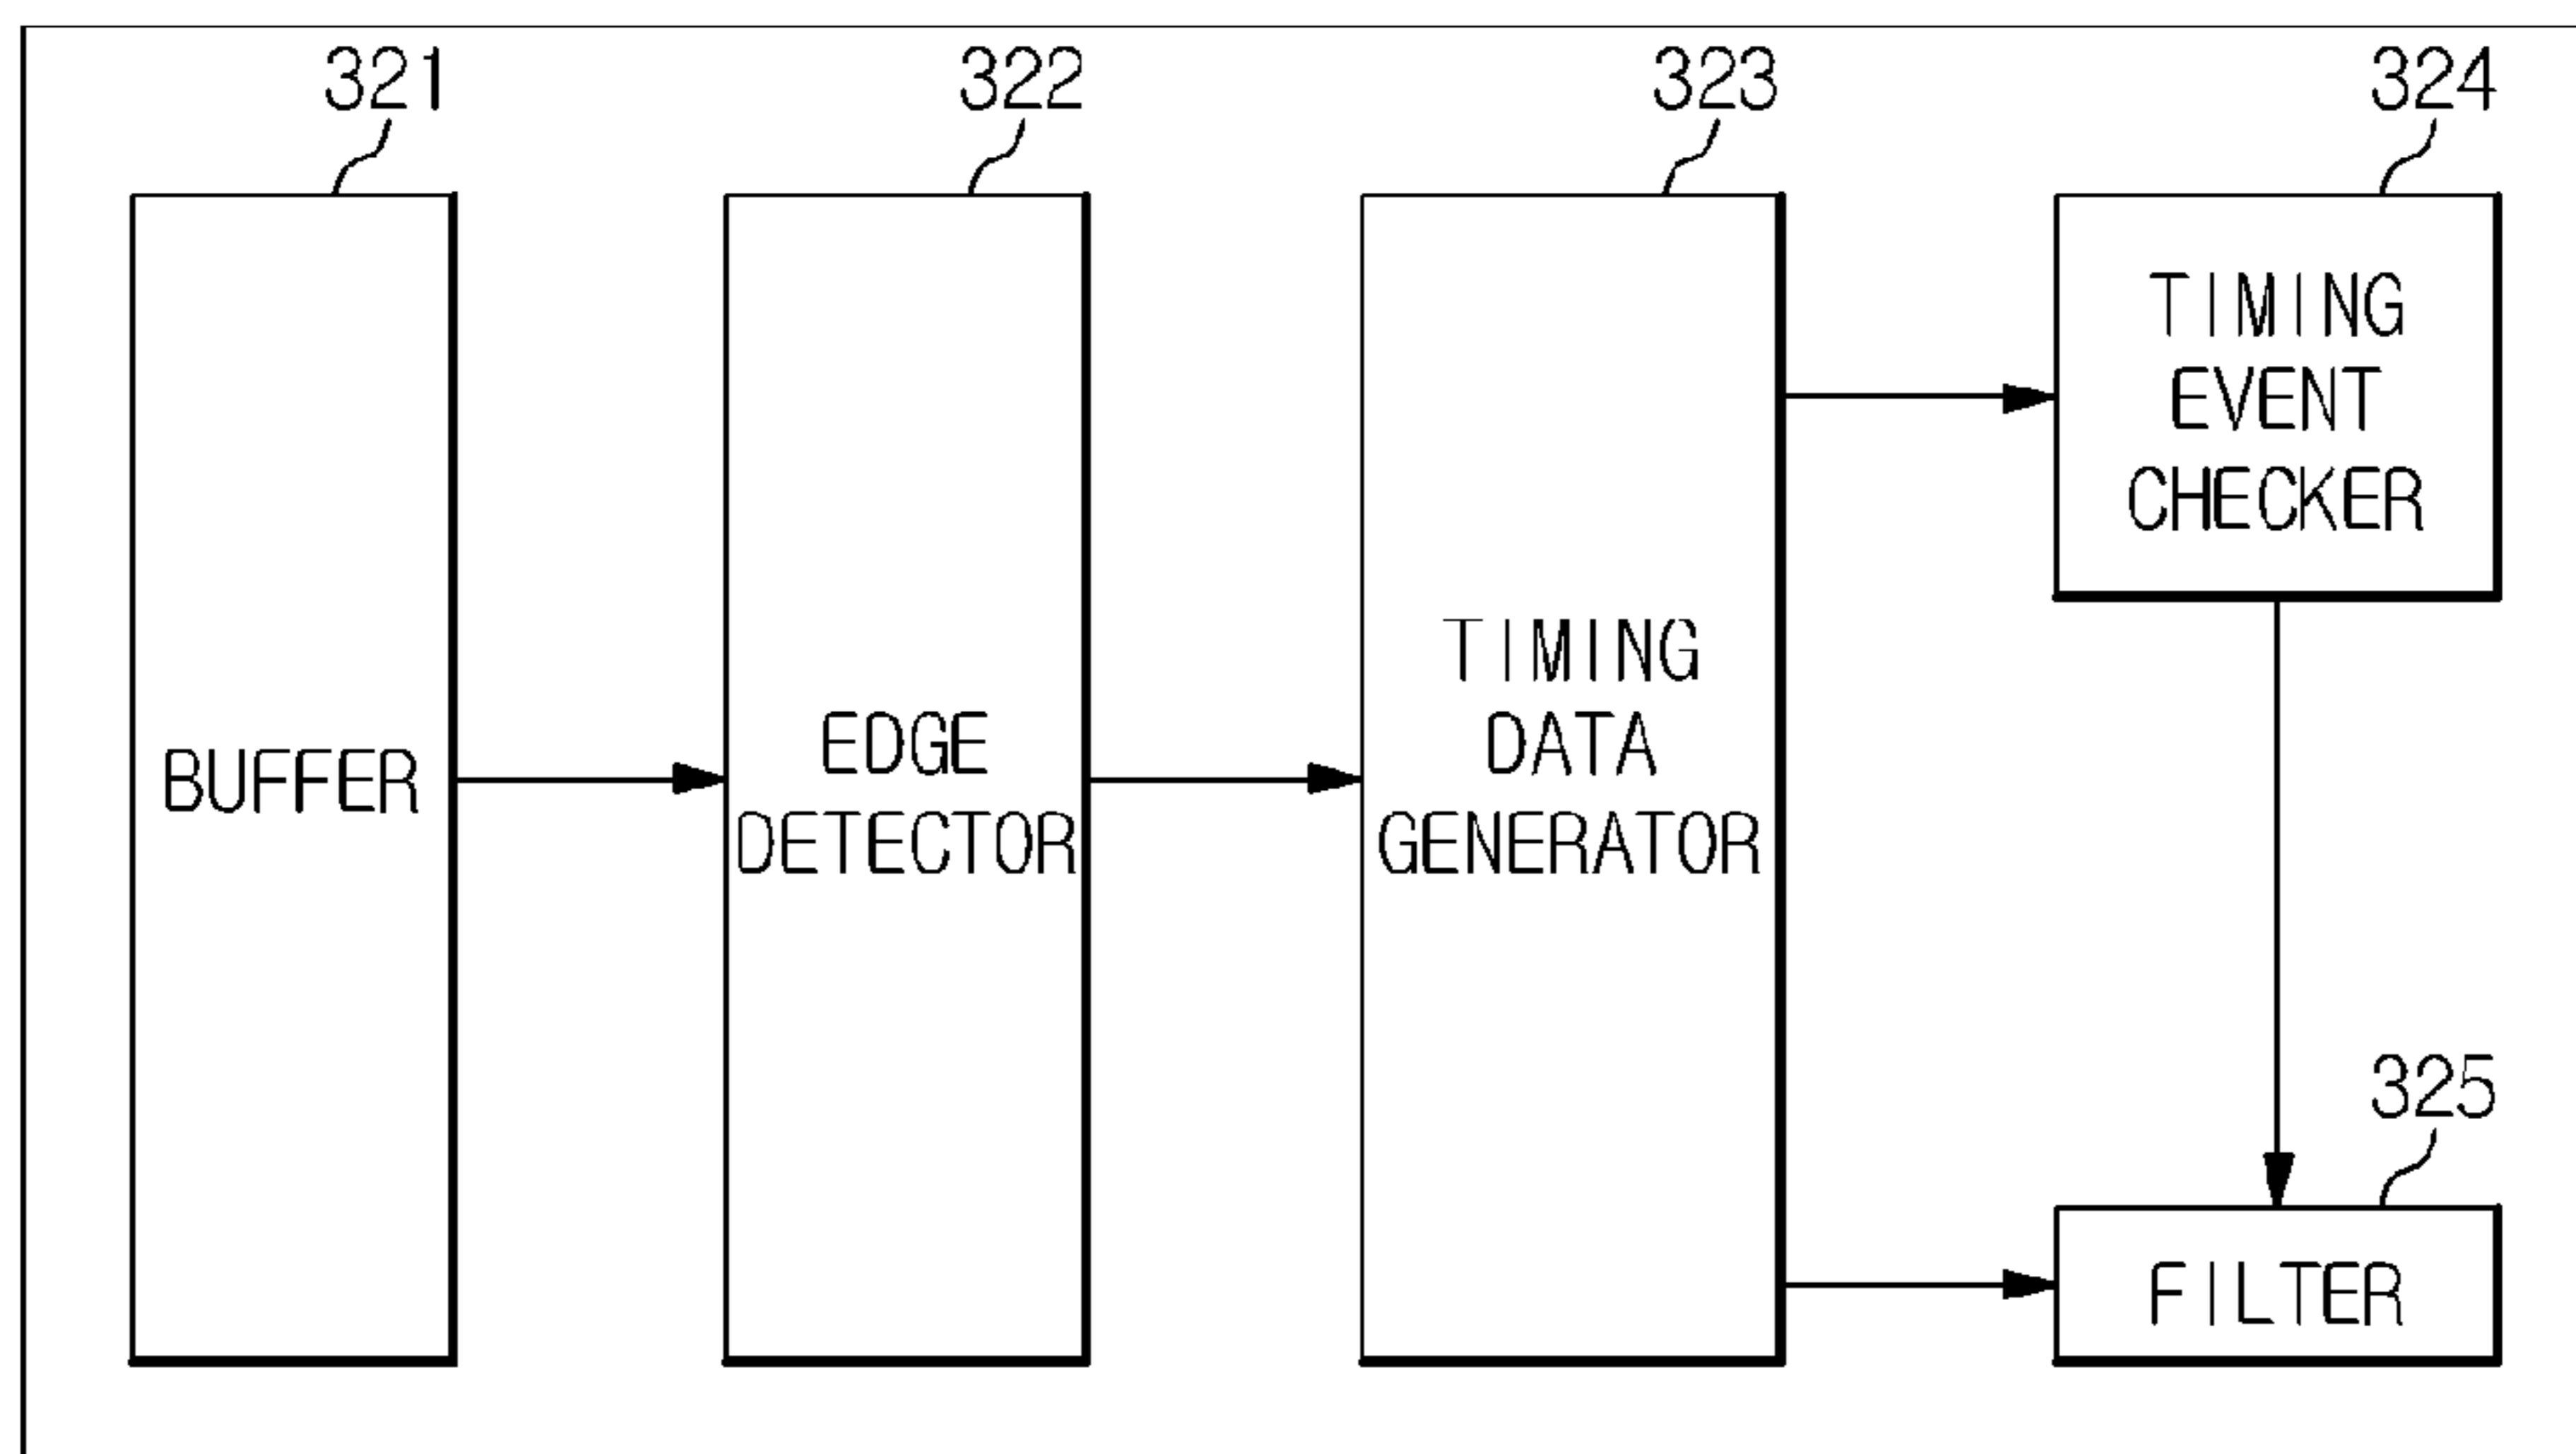 321
322
323
324
BUFFER
EDGE
DETECTOR
TIMING
DATA
GENERATOR
TIMING
EVENT
CHECKER
325
FILTER